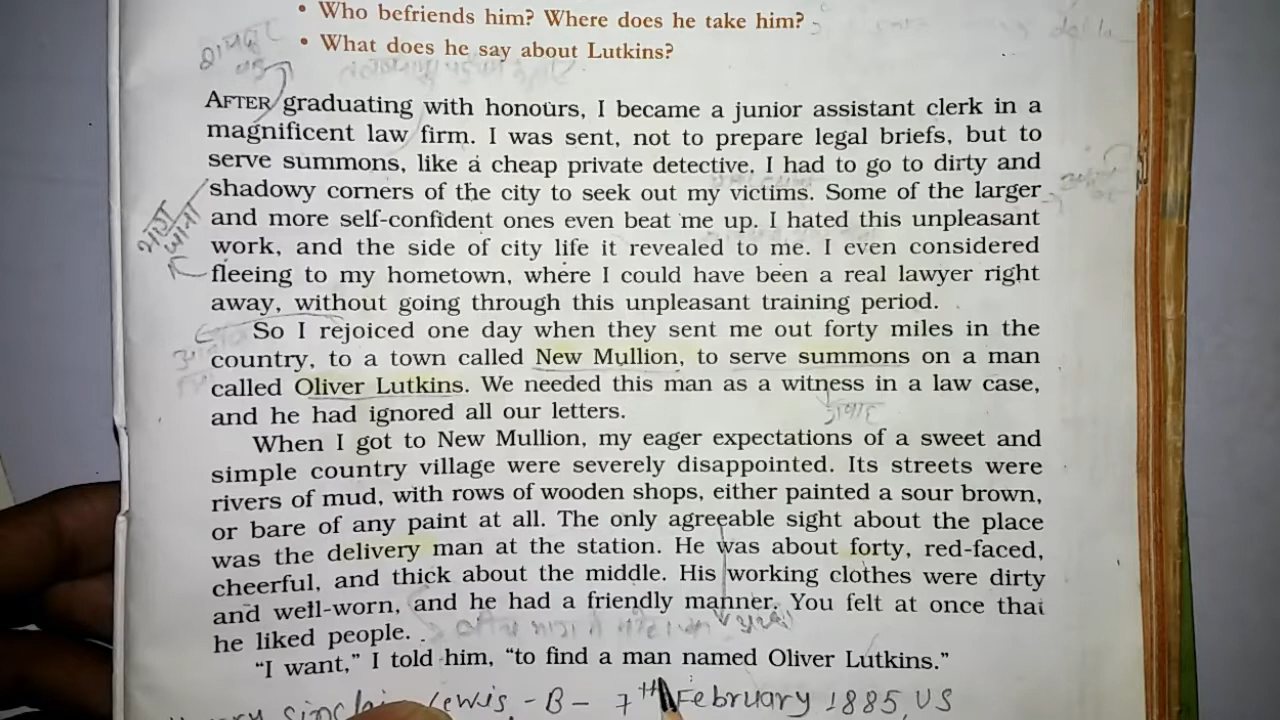 • Who befriends him? Where does he take him?
• What does he say about Lutkins?
AFTER graduating with honours, I became a junior assistant clerk in a
magnificent law firm. I was sent, not to prepare legal briefs, but to
serve summons, like a cheap private detective. I had to go to dirty and
shadowy corners of the city to seek out my victims. Some of the larger
and more self-confident ones even beat me up. I hated this unpleasant
work, and the side of city life it revealed to me. I even considered
fleeing to my hometown, where I could have been a real lawyer right
away, without going through this unpleasant training period.
So I rejoiced one day when they sent me out forty miles in the
country, to a town called New Mullion, to serve summons on a man
called Oliver Lutkins. We needed this man as a witness in a law case,
and he had ignored all our letters.
गवाह
When I got to New Mullion, my eager expectations of a sweet and
simple country village were severely disappointed. Its streets were
rivers of mud, with rows of wooden shops, either painted a sour brown,
or bare of any paint at all. The only agreeable sight about the place
was the delivery man at the station. He was about forty, red-faced,
cheerful, and thick about the middle. His working clothes were dirty
and well-worn, and he had a friendly manner. You felt at once that
he liked people.
"I want," I told him, "to find a man named Oliver Lutkins."
Lewis - B - 7th February 1885, US